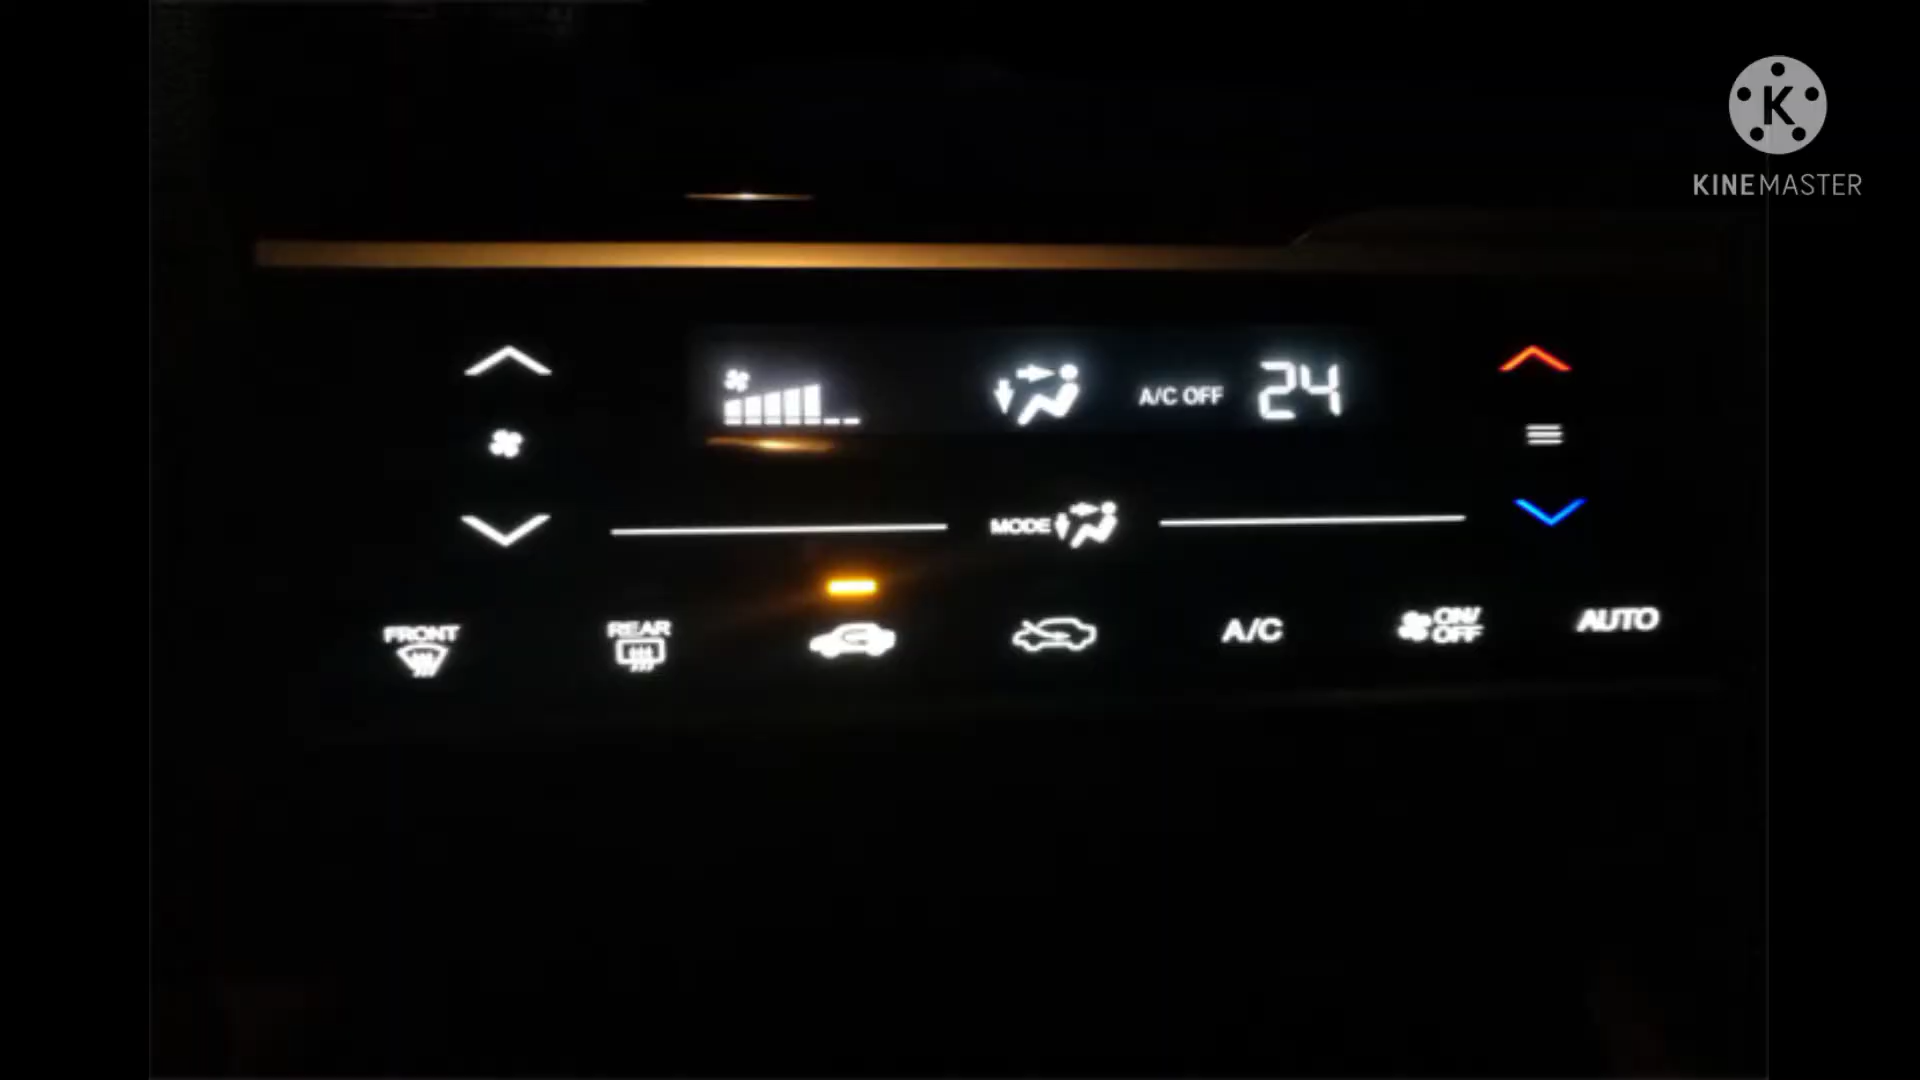 KINEMASTER
A/C OFF 24
MODE
FRONT
REAR
A/C
ON/
OFF
AUTO